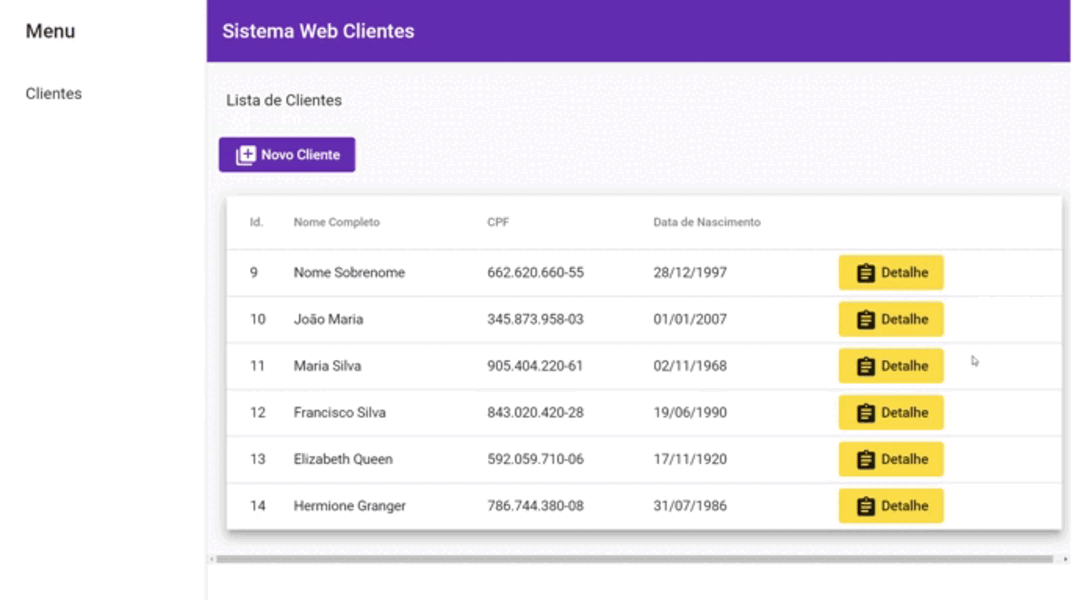 Menu
Sistema Web Clientes
Clientes
Lista de Clientes
Novo Cliente
Id. Nome Completo CPF Data de Nascimento
9 Nome Sobrenome 662.620.660-55 28/12/1997 Detalhe
10 João Maria 345.873.958-03 01/01/2007 Detalhe
11 Maria Silva 905.404.220-61 02/11/1968 Detalhe
12 Francisco Silva 843.020.420-28 19/06/1990 Detalhe
13 Elizabeth Queen 592.059.710-06 17/11/1920 Detalhe
14 Hermione Granger 786.744.380-08 31/07/1986 Detalhe